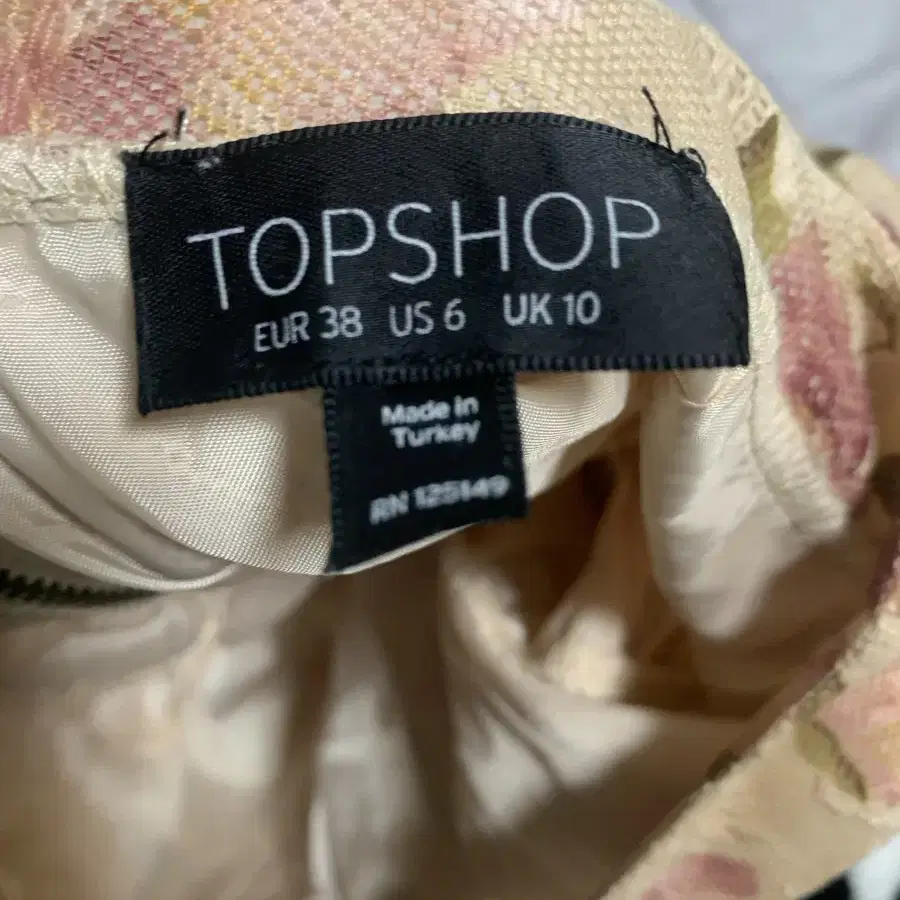 TOPSHOP
EUR 38 US 6 UK 10
Made in
Turkey
RN 125149